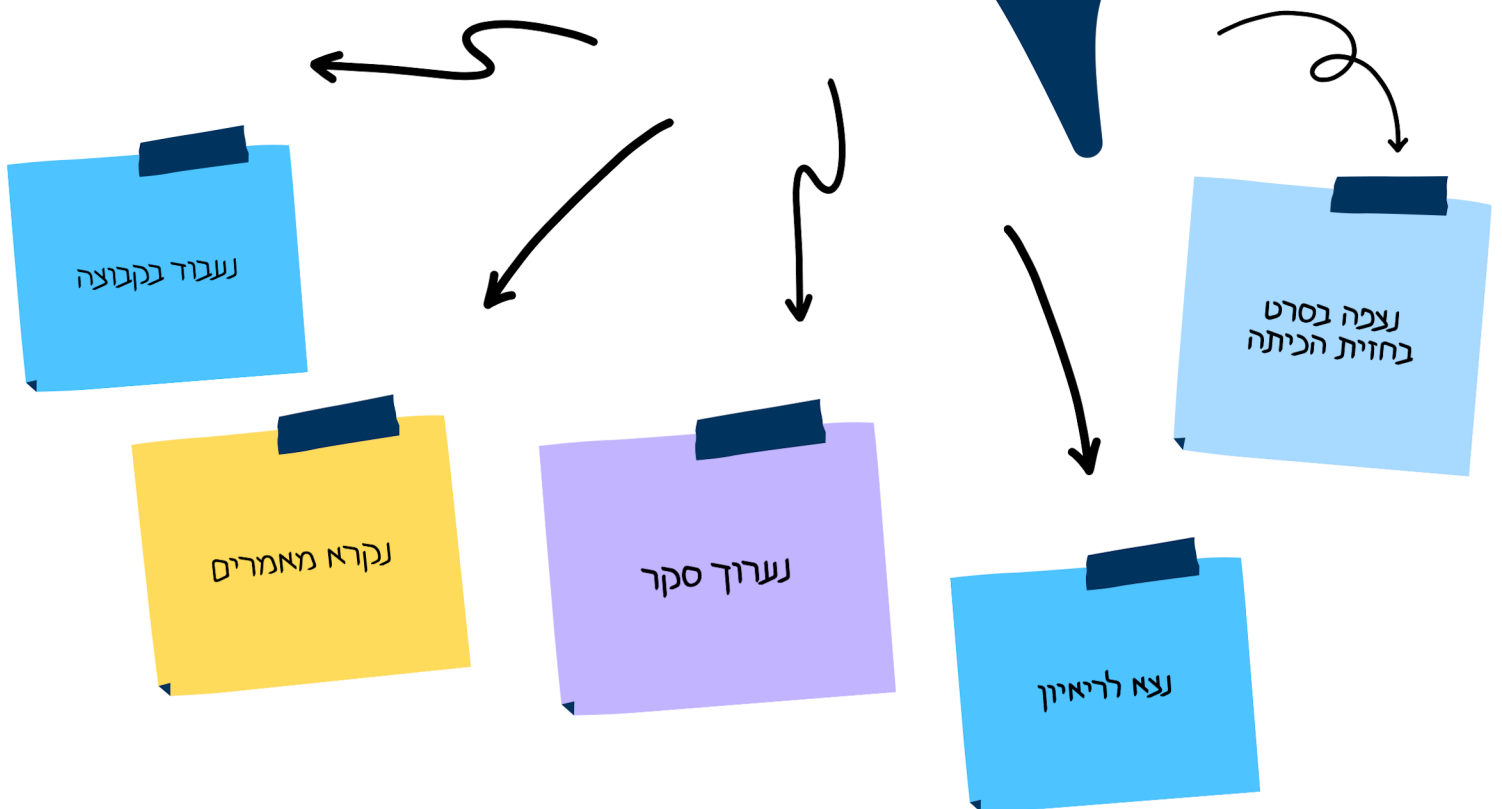 נצפה בסרט
בחזית הכיתה
נעבוד בקבוצה
נקרא מאמרים
נערוך סקר
נצא לריאיון